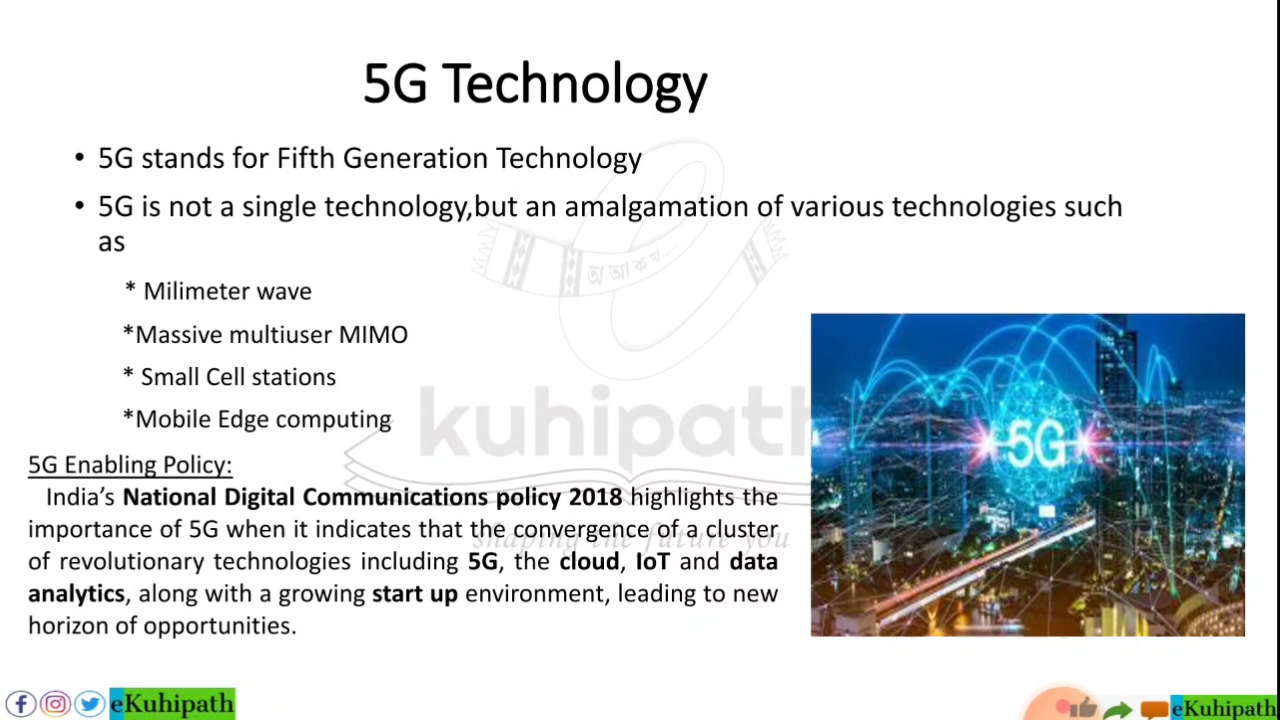 5G Technology
• 5G stands for Fifth Generation Technology
• 5G is not a single technology,but an amalgamation of various technologies such
as
* Milimeter wave
*Massive multiuser MIMO
* Small Cell stations
*Mobile Edge computing
5G Enabling Policy:
India's National Digital Communications policy 2018 highlights the
importance of 5G when it indicates that the convergence of a cluster
of revolutionary technologies including 5G, the cloud, IoT and data
analytics, along with a growing start up environment, leading to new
horizon of opportunities.
অ আ ক খ....
kuhipath
shaping the future you
5G
eKuhipath
eKuhipath